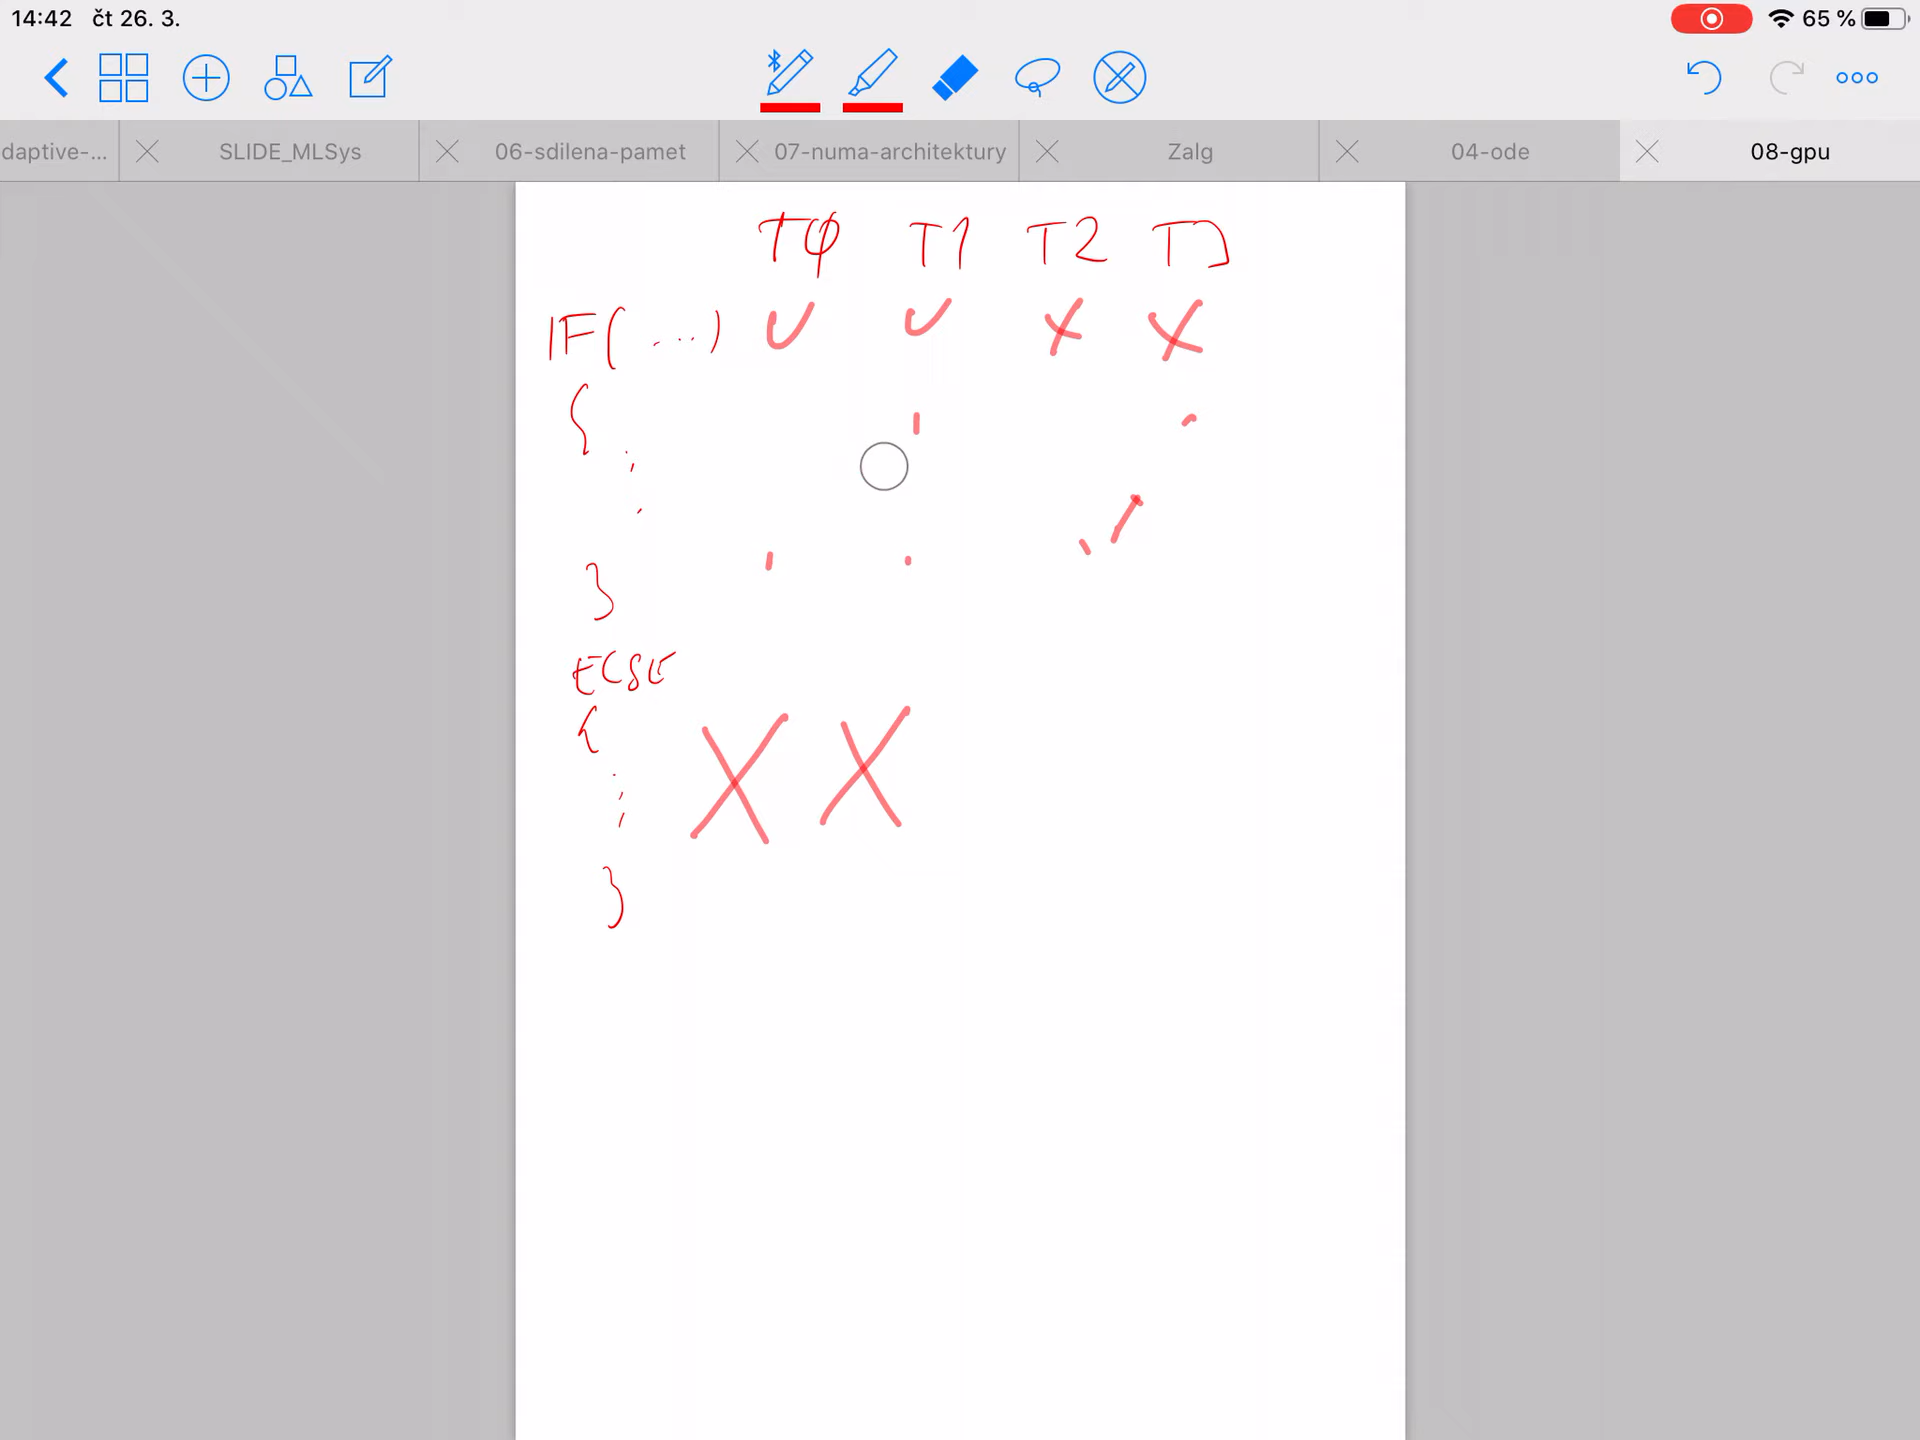 14:42 čt 26. 3. 65 %
daptive-... SLIDE_MLSys 06-sdilena-pamet 07-numa-architektury Zalg 04-ode 08-gpu
T0 T1 T2 T3
IF( ...)
{
}
ELSE
{
}